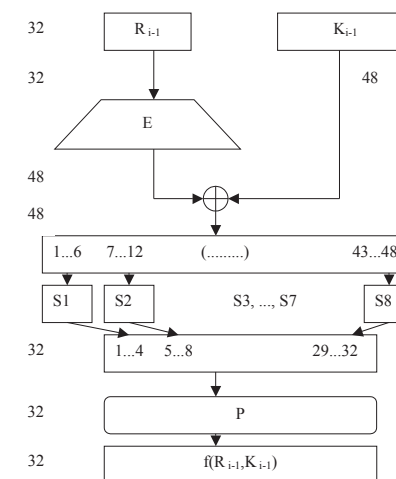 32 R i-1 K i-1
32 48
E
48
48
1...6 7...12 (.........) 43...48
S1 S2 S3, ..., S7 S8
32 1...4 5...8 29...32
32 P
32 f(R i-1,K i-1)